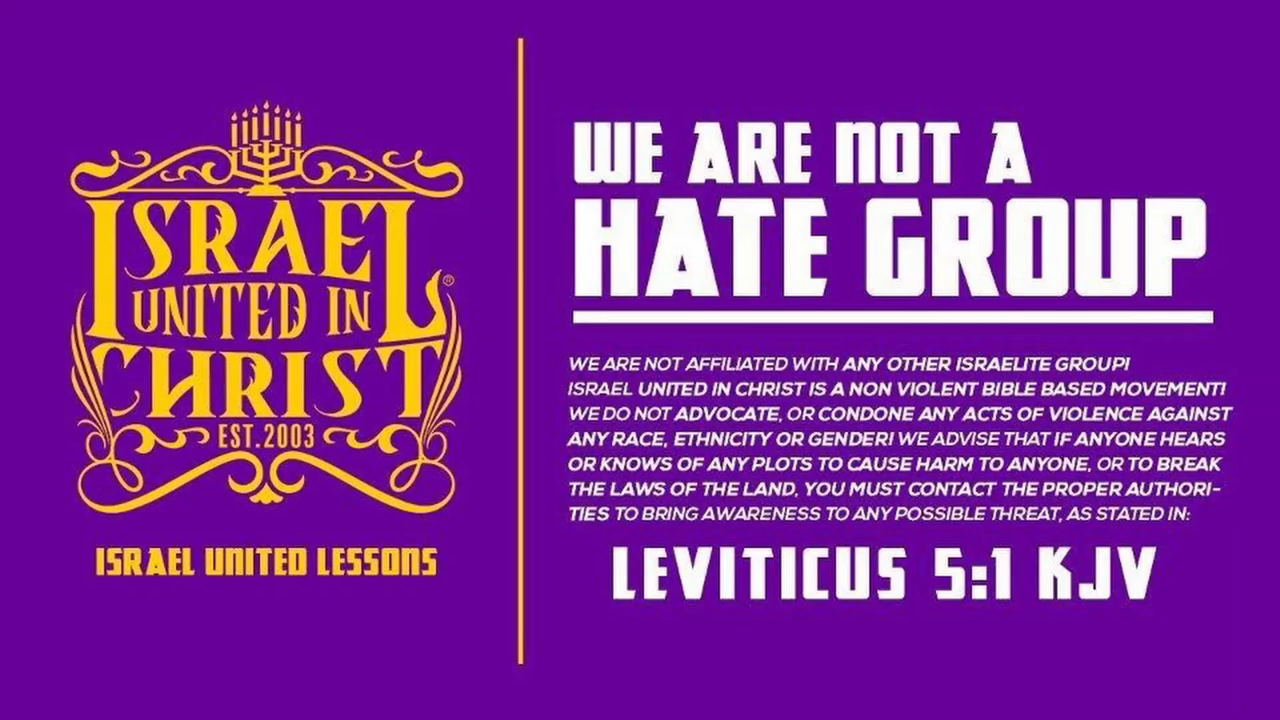 ISRAEL
UNITED IN
CHRIST
®
EST. 2003
ISRAEL UNITED LESSONS
WE ARE NOT A
HATE GROUP
WE ARE NOT AFFILIATED WITH ANY OTHER ISRAELITE GROUP!
ISRAEL UNITED IN CHRIST IS A NON VIOLENT BIBLE BASED MOVEMENT!
WE DO NOT ADVOCATE, OR CONDONE ANY ACTS OF VIOLENCE AGAINST
ANY RACE, ETHNICITY OR GENDER! WE ADVISE THAT IF ANYONE HEARS
OR KNOWS OF ANY PLOTS TO CAUSE HARM TO ANYONE, OR TO BREAK
THE LAWS OF THE LAND, YOU MUST CONTACT THE PROPER AUTHORI-
TIES TO BRING AWARENESS TO ANY POSSIBLE THREAT, AS STATED IN:
LEVITICUS 5:1 KJV